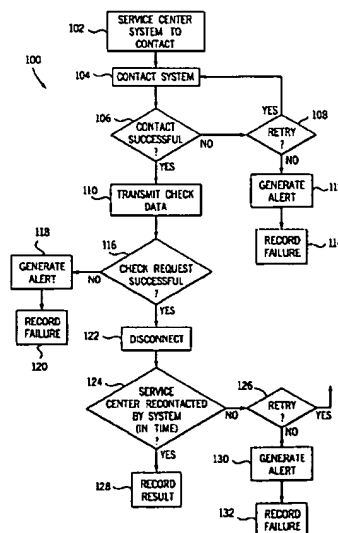 102
SERVICE CENTER
SYSTEM TO
CONTACT
100
104
CONTACT SYSTEM
106
CONTACT
SUCCESSFUL
?
NO
YES
RETRY
?
108
YES
NO
110
TRANSMIT CHECK
DATA
GENERATE
ALERT
RECORD
FAILURE
116
CHECK REQUEST
SUCCESSFUL
?
NO
YES
118
GENERATE
ALERT
RECORD
FAILURE
120
122
DISCONNECT
124
SERVICE
CENTER RECONTACTED
BY SYSTEM
(IN TIME)
?
NO
YES
126
RETRY
?
YES
NO
128
RECORD
RESULT
130
GENERATE
ALERT
132
RECORD
FAILURE